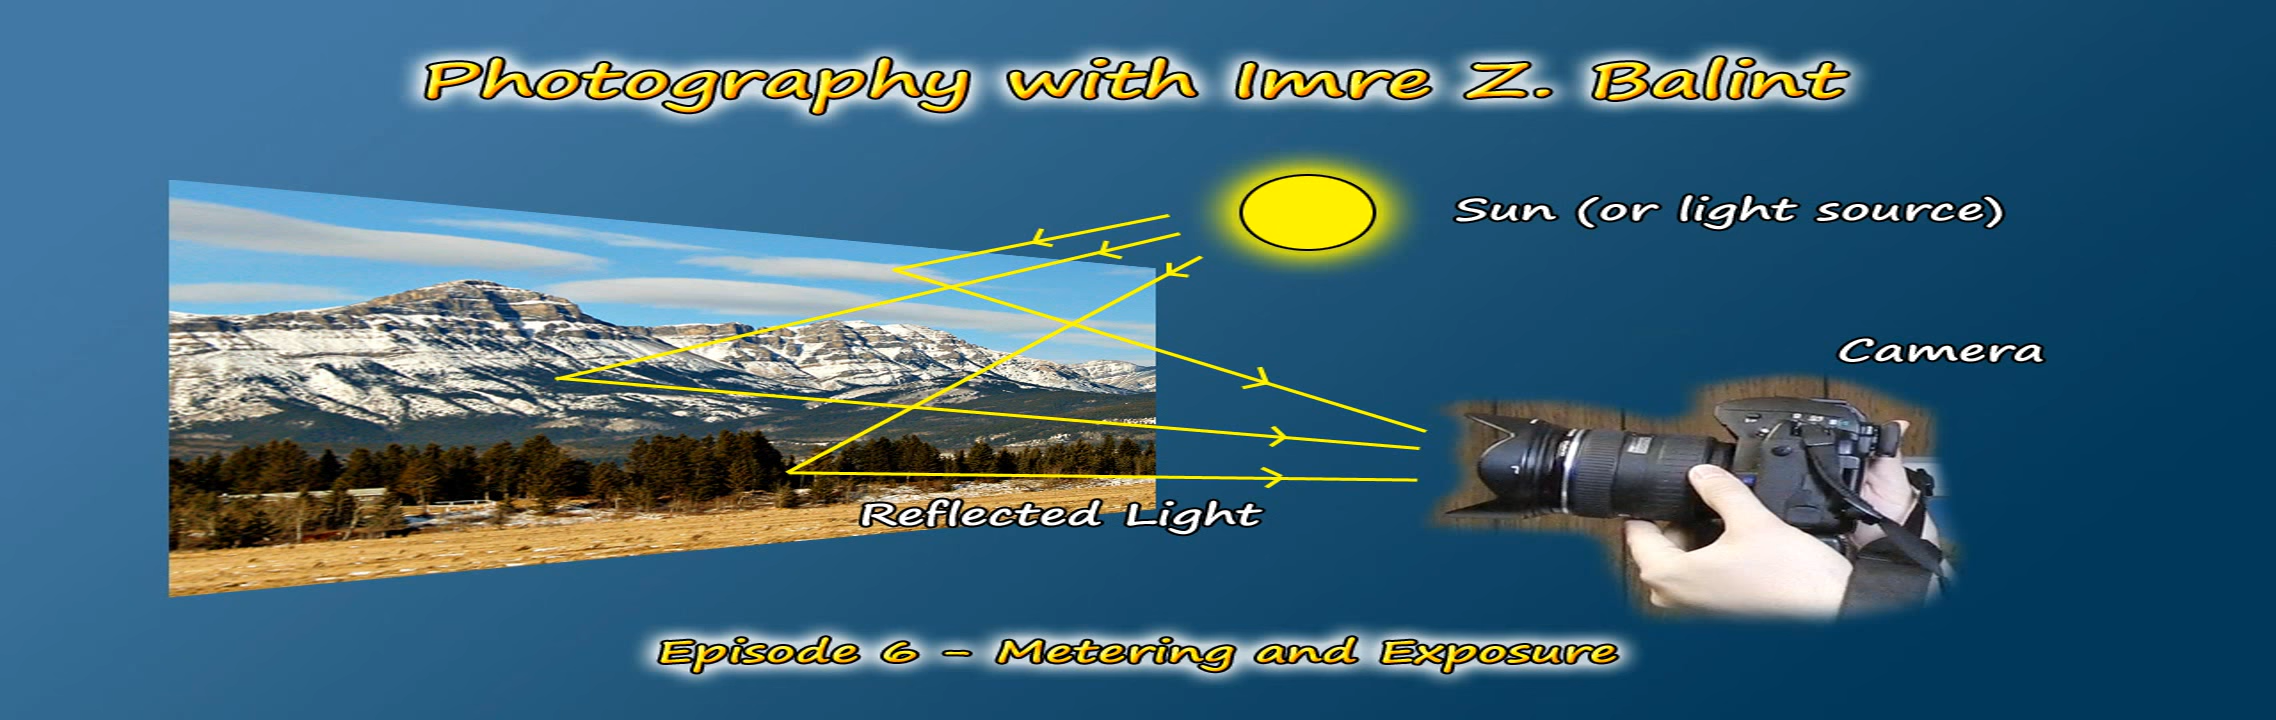 Photography with Imre Z. Balint
Sun (or light source)
Camera
Reflected Light
Episode 6 - Metering and Exposure